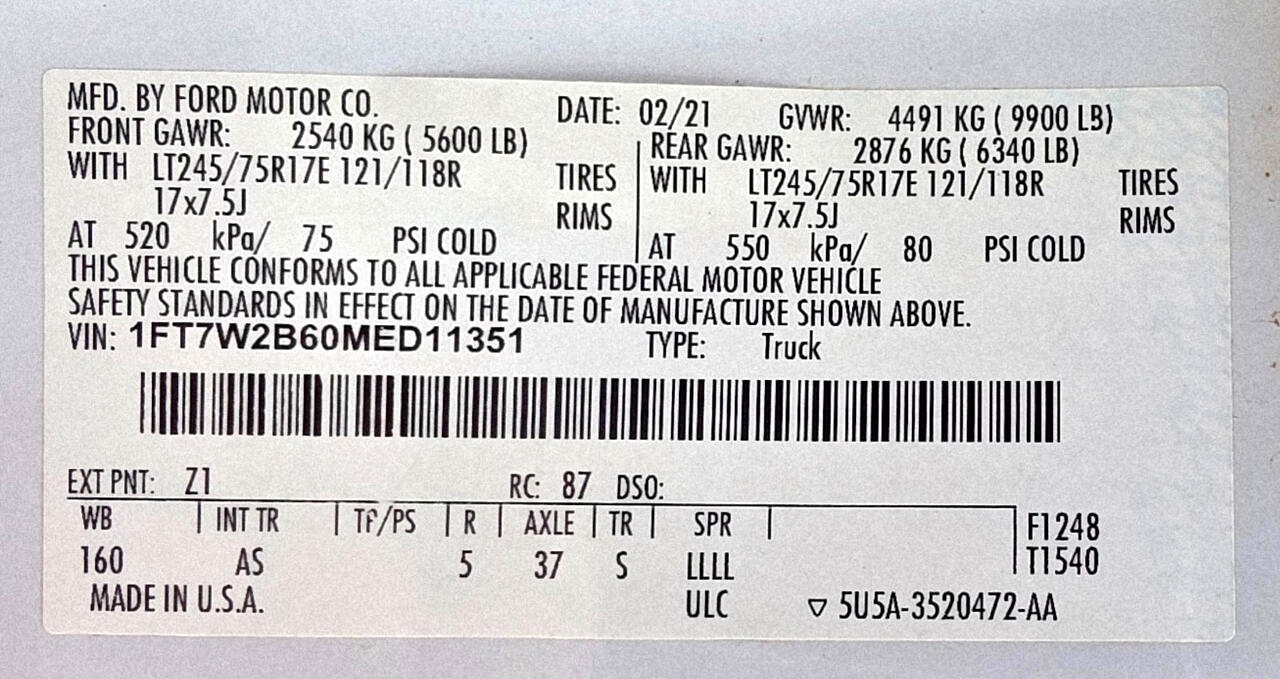 MFD. BY FORD MOTOR CO. DATE: 02/21 GVWR: 4491 KG ( 9900 LB)
FRONT GAWR: 2540 KG ( 5600 LB) REAR GAWR: 2876 KG ( 6340 LB)
WITH LT245/75R17E 121/118R TIRES WITH LT245/75R17E 121/118R TIRES
17x7.5J RIMS 17x7.5J RIMS
AT 520 kPa/ 75 PSI COLD AT 550 kPa/ 80 PSI COLD
THIS VEHICLE CONFORMS TO ALL APPLICABLE FEDERAL MOTOR VEHICLE
SAFETY STANDARDS IN EFFECT ON THE DATE OF MANUFACTURE SHOWN ABOVE.
VIN: 1FT7W2B60MED11351 TYPE: Truck
EXT PNT: Z1 RC: 87 DSO:
WB INT TR TP/PS R AXLE TR SPR F1248
160 AS 5 37 S LLLL T1540
MADE IN U.S.A. ULC ▽ 5U5A-3520472-AA